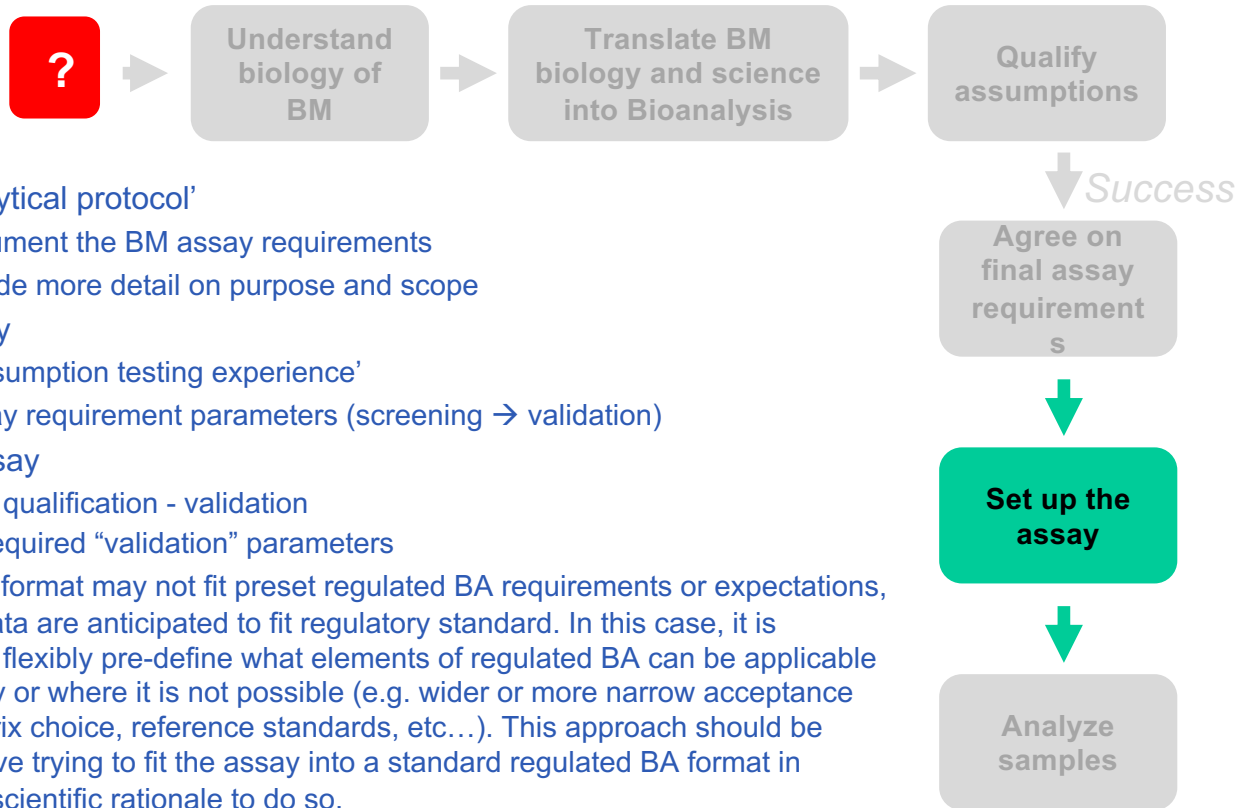 ?
Understand
biology of
BM
Translate BM
biology and science
into Bioanalysis
Qualify
assumptions
Success
Agree on
final assay
requirement
s
Set up the
assay
Analyze
samples
ytical protocol’
ument the BM assay requirements
de more detail on purpose and scope
y
sumption testing experience’
ay requirement parameters (screening → validation)
say
qualification - validation
equired “validation” parameters
format may not fit preset regulated BA requirements or expectations,
ata are anticipated to fit regulatory standard. In this case, it is
flexibly pre-define what elements of regulated BA can be applicable
y or where it is not possible (e.g. wider or more narrow acceptance
rix choice, reference standards, etc…). This approach should be
ve trying to fit the assay into a standard regulated BA format in
scientific rationale to do so.